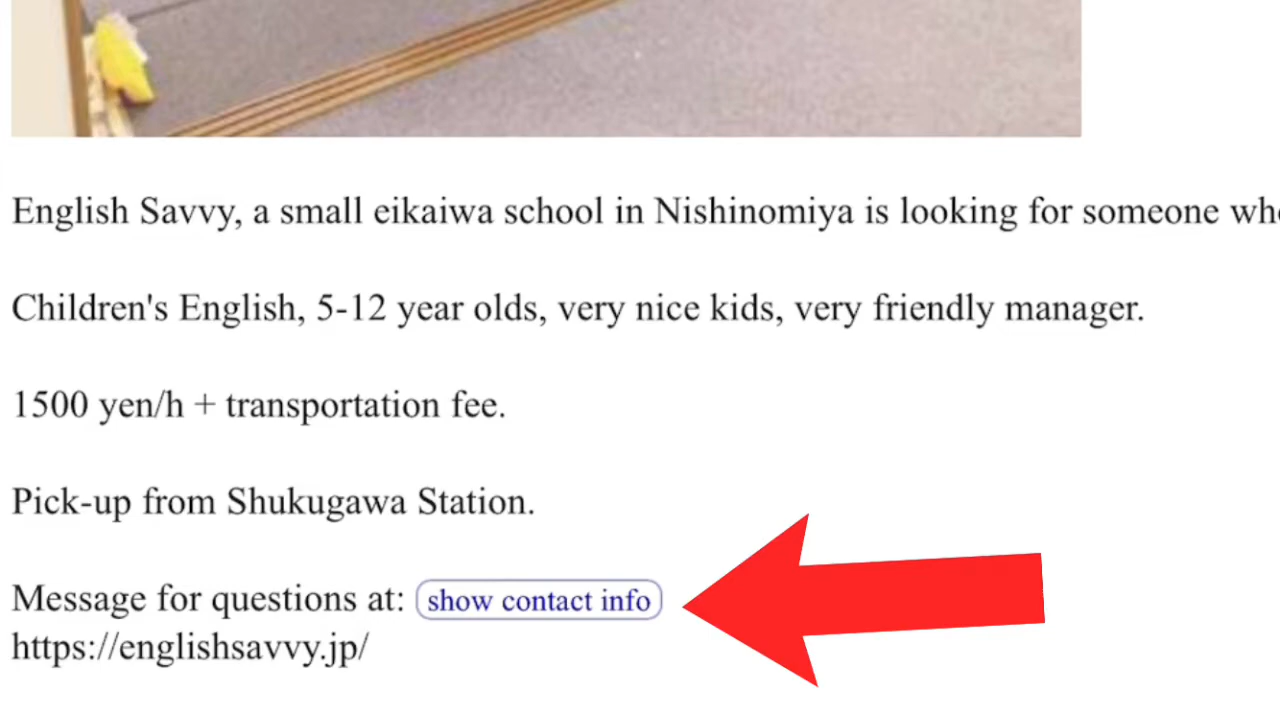 English Savvy, a small eikaiwa school in Nishinomiya is looking for someone
Children's English, 5-12 year olds, very nice kids, very friendly manager.
1500 yen/h + transportation fee.
Pick-up from Shukugawa Station.
Message for questions at: show contact info
https://englishsavvy.jp/